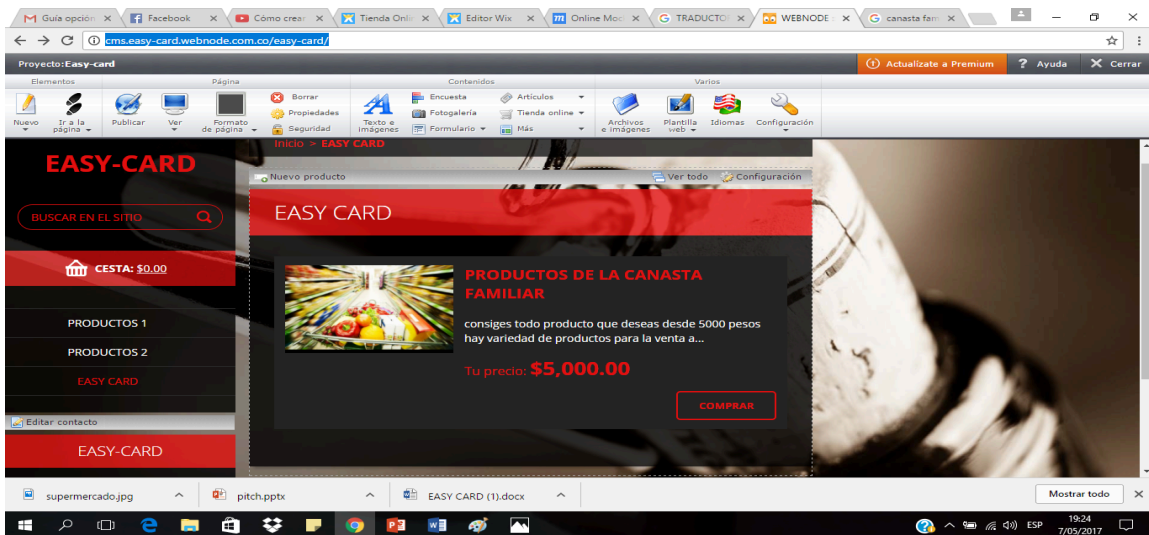 Guía opción
Facebook
Cómo crear
Tienda Onli
Editor Wix
Online Moc
TRADUCTO
WEBNODE :
canasta fam
cms.easy-card.webnode.com.co/easy-card/
Proyecto:Easy-card
Actualízate a Premium
? Ayuda
Cerrar
Elementos
Página
Contenidos
Varios
Nuevo
Ir a la
página
Publicar
Ver
Formato
de página
Borrar
Propiedades
Seguridad
Texto e
imágenes
Encuesta
Fotogalería
Formulario
Artículos
Tienda online
Más
Archivos
e imágenes
Plantilla
web
Idiomas
Configuración
EASY-CARD
BUSCAR EN EL SITIO
CESTA: $0.00
PRODUCTOS 1
PRODUCTOS 2
EASY CARD
Editar contacto
EASY-CARD
Inicio > EASY CARD
Nuevo producto
Ver todo
Configuración
EASY CARD
PRODUCTOS DE LA CANASTA
FAMILIAR
consiges todo producto que deseas desde 5000 pesos
hay variedad de productos para la venta a...
Tu precio: $5,000.00
COMPRAR
supermercado.jpg
pitch.pptx
EASY CARD (1).docx
Mostrar todo
ESP
19:24
7/05/2017